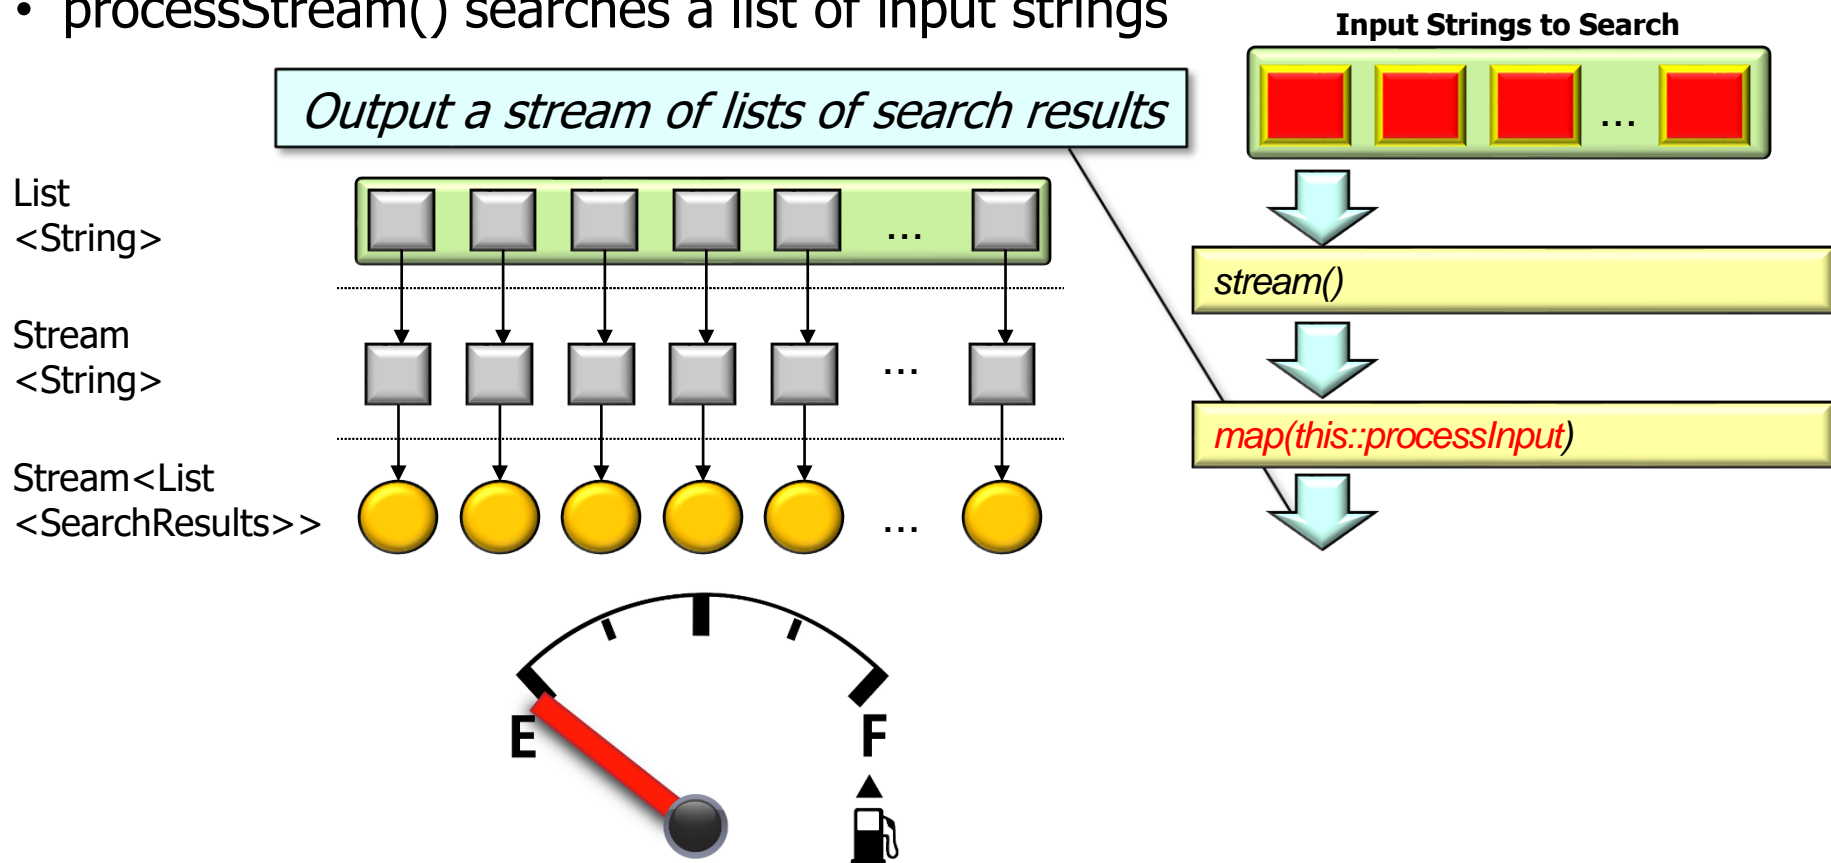 • processStream() searches a list of input strings
Input Strings to Search
Output a stream of lists of search results
...
List
<String>
...
stream()
Stream
<String>
...
map(this::processInput)
Stream<List
<SearchResults>>
...
E
F